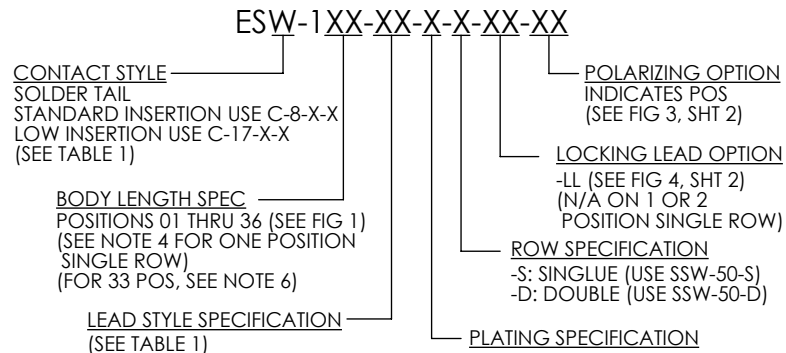 ESW-1XX-XX-X-X-XX-XX
CONTACT STYLE
SOLDER TAIL
STANDARD INSERTION USE C-8-X-X
LOW INSERTION USE C-17-X-X
(SEE TABLE 1)
POLARIZING OPTION
INDICATES POS
(SEE FIG 3, SHT 2)
LOCKING LEAD OPTION
-LL (SEE FIG 4, SHT 2)
(N/A ON 1 OR 2
POSITION SINGLE ROW)
BODY LENGTH SPEC
POSITIONS 01 THRU 36 (SEE FIG 1)
(SEE NOTE 4 FOR ONE POSITION
SINGLE ROW)
(FOR 33 POS, SEE NOTE 6)
ROW SPECIFICATION
-S: SINGLUE (USE SSW-50-S)
-D: DOUBLE (USE SSW-50-D)
LEAD STYLE SPECIFICATION
(SEE TABLE 1)
PLATING SPECIFICATION